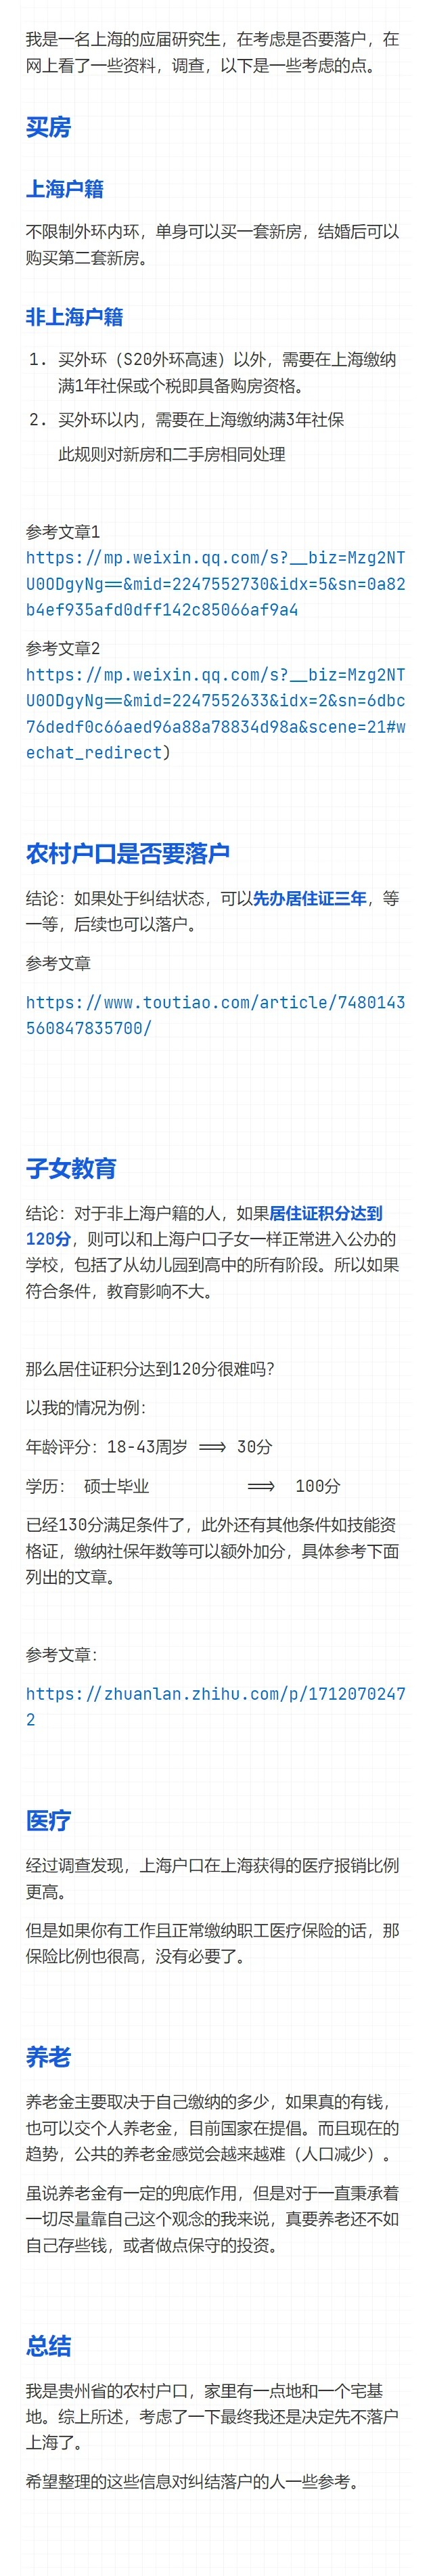 我是一名上海的应届研究生，在考虑是否要落户，在
网上看了一些资料，调查，以下是一些考虑的点。
买房
上海户籍
不限制外环内环，单身可以买一套新房，结婚后可以
购买第二套新房。
非上海户籍
1. 买外环（S20外环高速）以外，需要在上海缴纳
满1年社保或个税即具备购房资格。
2. 买外环以内，需要在上海缴纳满3年社保
此规则对新房和二手房相同处理
参考文章1
https://mp.weixin.qq.com/s?__biz=Mzg2NT
U0ODgyNg==&mid=2247552730&idx=5&sn=0a82
b4ef935afd0dff142c85066af9a4
参考文章2
https://mp.weixin.qq.com/s?__biz=Mzg2NT
U0ODgyNg==&mid=2247552633&idx=2&sn=6dbc
76dedf0c66aed96a88a78834d98a&scene=21#w
echat_redirect)
农村户口是否要落户
结论：如果处于纠结状态，可以先办居住证三年，等
一等，后续也可以落户。
参考文章
https://www.toutiao.com/article/7480143
560847835700/
子女教育
结论：对于非上海户籍的人，如果居住证积分达到
120分，则可以和上海户口子女一样正常进入公办的
学校，包括了从幼儿园到高中的所有阶段。所以如果
符合条件，教育影响不大。
那么居住证积分达到120分很难吗？
以我的情况为例：
年龄评分：18-43周岁 ==> 30分
学历： 硕士毕业 ==> 100分
已经130分满足条件了，此外还有其他条件如技能资
格证，缴纳社保年数等可以额外加分，具体参考下面
列出的文章。
参考文章：
https://zhuanlan.zhihu.com/p/1712070247
2
医疗
经过调查发现，上海户口在上海获得的医疗报销比例
更高。
但是如果你有工作且正常缴纳职工医疗保险的话，那
保险比例也很高，没有必要了。
养老
养老金主要取决于自己缴纳的多少，如果真的有钱，
也可以交个人养老金，目前国家在提倡。而且现在的
趋势，公共的养老金感觉会越来越难（人口减少）。
虽说养老金有一定的兜底作用，但是对于一直秉承着
一切尽量靠自己这个观念的我来说，真要养老还不如
自己存些钱，或者做点保守的投资。
总结
我是贵州省的农村户口，家里有一点地和一个宅基
地。综上所述，考虑了一下最终我还是决定先不落户
上海了。
希望整理的这些信息对纠结落户的人一些参考。